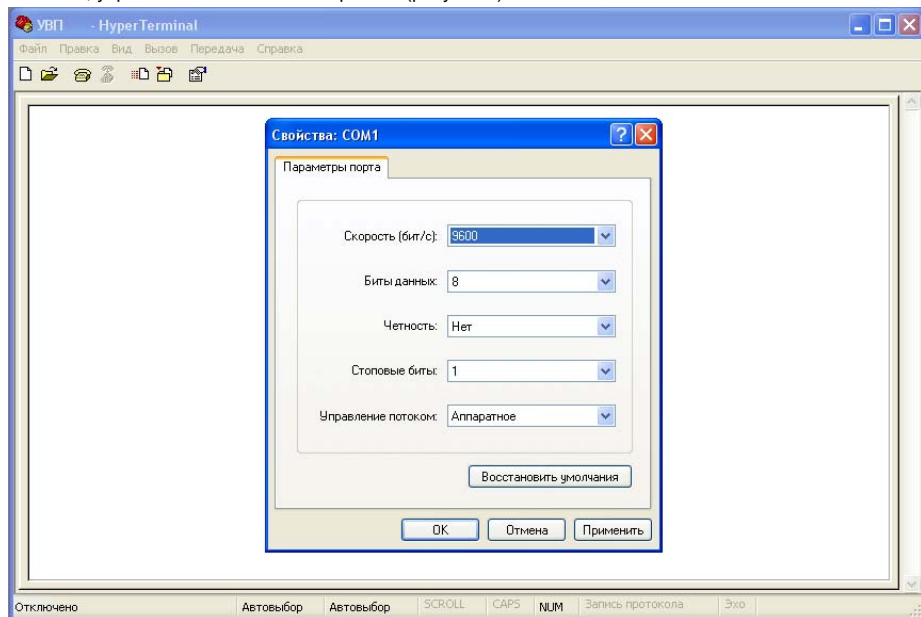 УВП - HyperTerminal
Файл Правка Вид Вызов Передача Справка
Свойства: COM1
Параметры порта
Скорость (бит/с): 9600
Биты данных: 8
Четность: Нет
Стоповые биты: 1
Управление потоком: Аппаратное
Восстановить умолчания
OK Отмена Применить
Отключено Автовыбор Автовыбор SCROLL CAPS NUM Запись протокола Эхо